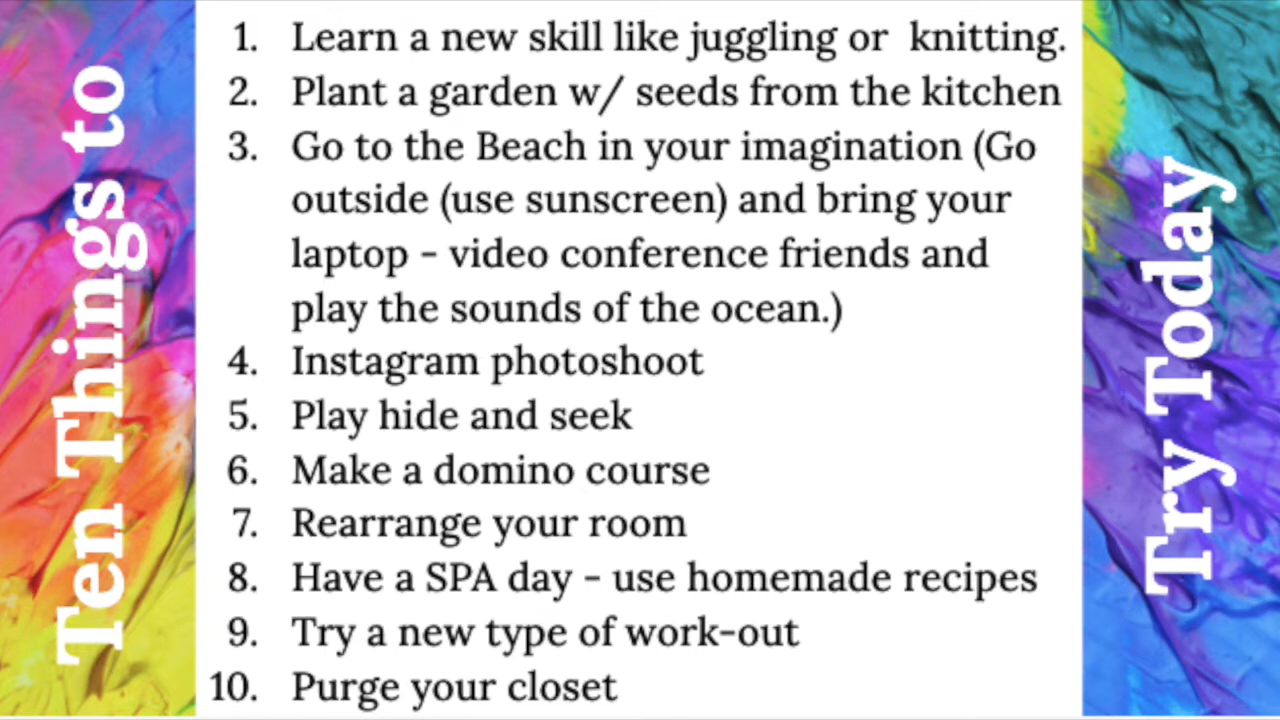 Ten Things to
1. Learn a new skill like juggling or knitting.
2. Plant a garden w/ seeds from the kitchen
3. Go to the Beach in your imagination (Go
outside (use sunscreen) and bring your
laptop - video conference friends and
play the sounds of the ocean.)
4. Instagram photoshoot
5. Play hide and seek
6. Make a domino course
7. Rearrange your room
8. Have a SPA day - use homemade recipes
9. Try a new type of work-out
10. Purge your closet
Try Today